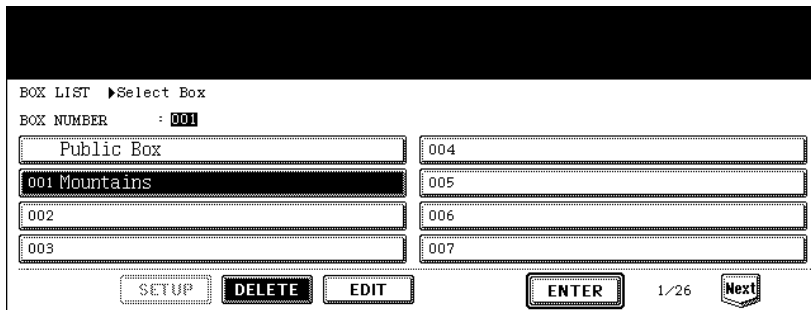 BOX LIST ▶Select Box
BOX NUMBER : 001
Public Box
001 Mountains
002
003
004
005
006
007
SETUP DELETE EDIT ENTER 1/26 Next